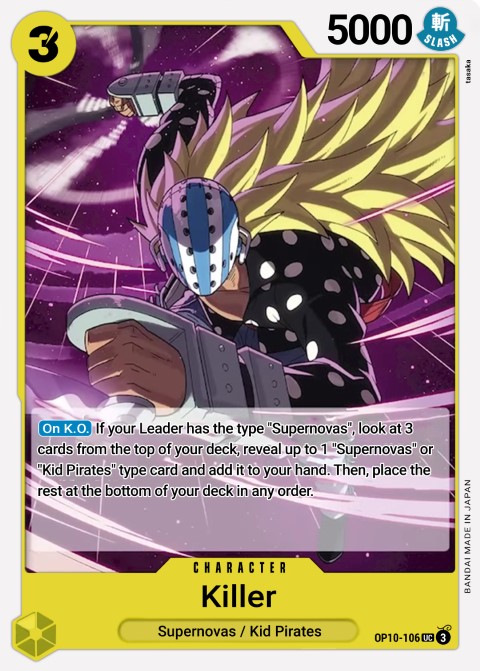 3
5000
斬
SLASH
tasaka
On K.O. If your Leader has the type "Supernovas", look at 3
cards from the top of your deck, reveal up to 1 "Supernovas" or
"Kid Pirates" type card and add it to your hand. Then, place the
rest at the bottom of your deck in any order.
BANDAI MADE IN JAPAN
CHARACTER
Killer
Supernovas / Kid Pirates
OP10-106 UC 3